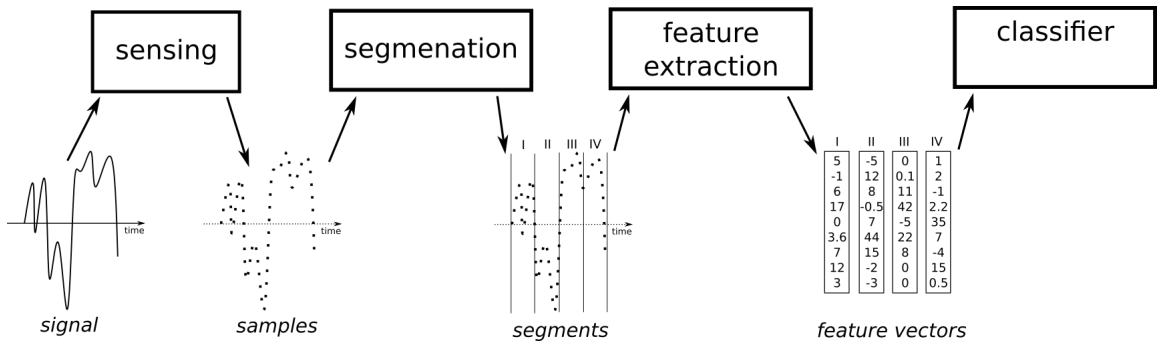 sensing
segmenation
feature
extraction
classifier
time
signal
time
samples
I II III IV
time
segments
I II III IV
5 -5 0 1
-1 12 0.1 2
6 8 11 -1
17 -0.5 42 2.2
0 7 -5 35
3.6 44 22 7
7 15 8 -4
12 -2 0 15
3 -3 0 0.5
feature vectors